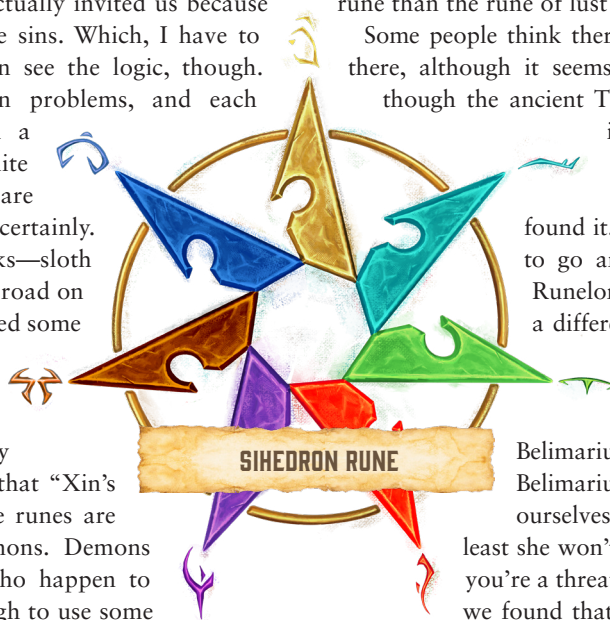 ctually invited us because
e sins. Which, I have to
n see the logic, though.
n problems, and each
a
ite
are
certainly.
ks—sloth
road on
ed some
y
that “Xin’s
e runes are
mons. Demons
ho happen to
gh to use some
SIHEDRON RUNE
rune than the rune of lust
Some people think ther
there, although it seems
though the ancient T
i
found it,
to go a
Runelor
a differe
Belimariu
Belimariu
ourselves
least she won’
you’re a threa
we found that